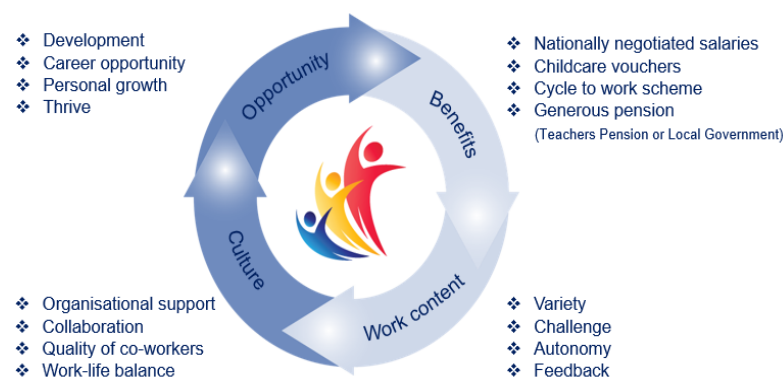 ❖ Development
❖ Career opportunity
❖ Personal growth
❖ Thrive
Opportunity
Benefits
❖ Nationally negotiated salaries
❖ Childcare vouchers
❖ Cycle to work scheme
❖ Generous pension
(Teachers Pension or Local Government)
Culture
Work content
❖ Organisational support
❖ Collaboration
❖ Quality of co-workers
❖ Work-life balance
❖ Variety
❖ Challenge
❖ Autonomy
❖ Feedback